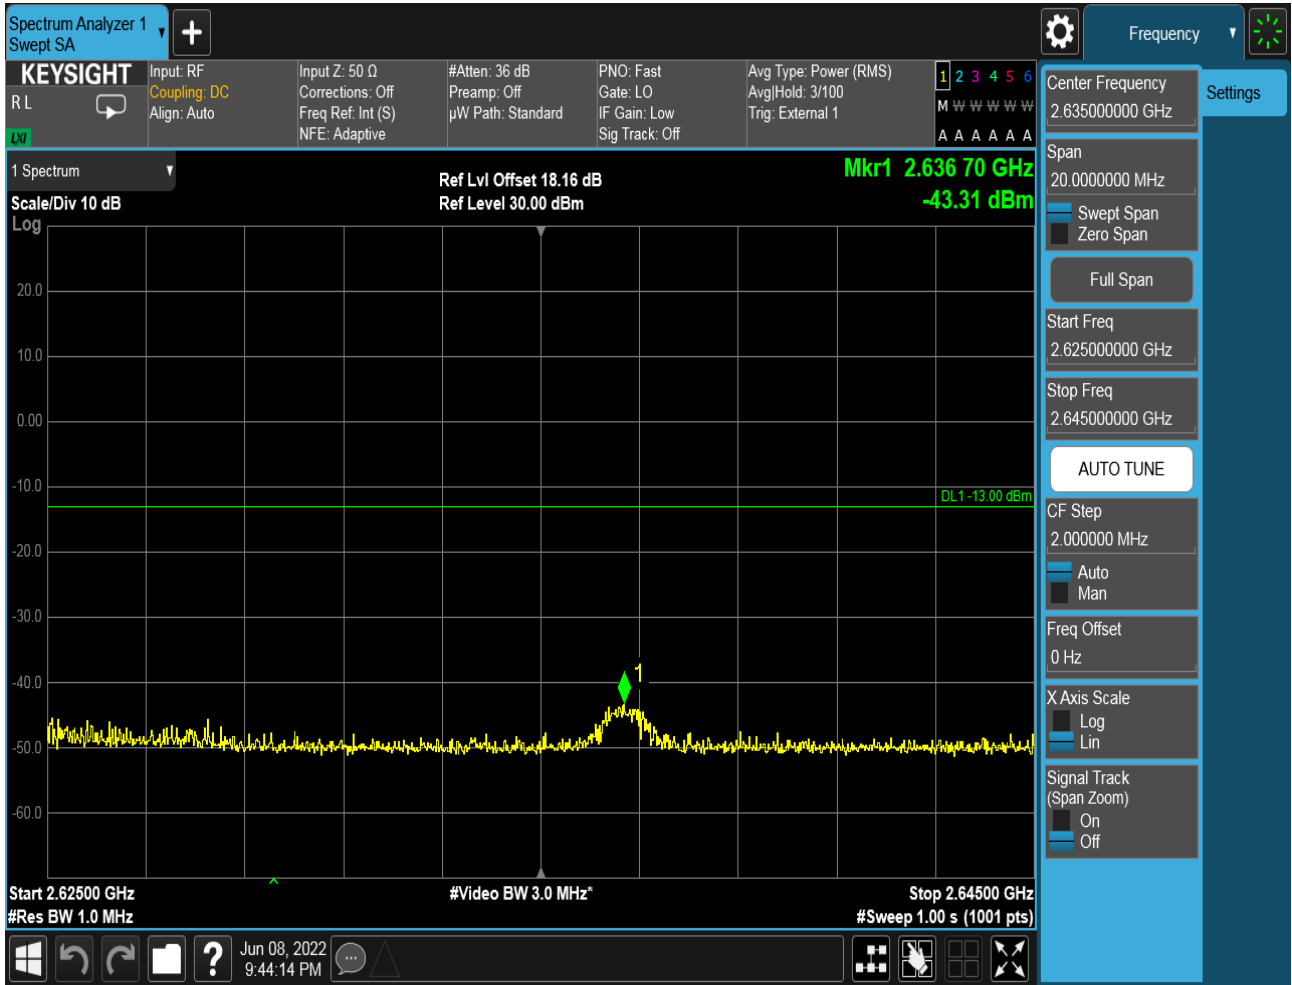 Spectrum Analyzer 1
Swept SA
Frequency
KEYSIGHT
R L
LXI
Input: RF
Coupling: DC
Align: Auto
Input Z: 50 Ω
Corrections: Off
Freq Ref: Int (S)
NFE: Adaptive
#Atten: 36 dB
Preamp: Off
µW Path: Standard
PNO: Fast
Gate: LO
IF Gain: Low
Sig Track: Off
Avg Type: Power (RMS)
Avg|Hold: 3/100
Trig: External 1
1 2 3 4 5 6
M W W W W W
A A A A A A
Center Frequency
2.635000000 GHz
Settings
1 Spectrum
Scale/Div 10 dB
Log
Ref Lvl Offset 18.16 dB
Ref Level 30.00 dBm
Mkr1 2.636 70 GHz
-43.31 dBm
Span
20.0000000 MHz
Swept Span
Zero Span
Full Span
Start Freq
2.625000000 GHz
Stop Freq
2.645000000 GHz
AUTO TUNE
CF Step
2.000000 MHz
Auto
Man
Freq Offset
0 Hz
X Axis Scale
Log
Lin
Signal Track
(Span Zoom)
On
Off
20.0
10.0
0.00
-10.0
DL1 -13.00 dBm
-20.0
-30.0
-40.0
1
-50.0
-60.0
Start 2.62500 GHz
#Video BW 3.0 MHz*
Stop 2.64500 GHz
#Res BW 1.0 MHz
#Sweep 1.00 s (1001 pts)
?
Jun 08, 2022
9:44:14 PM